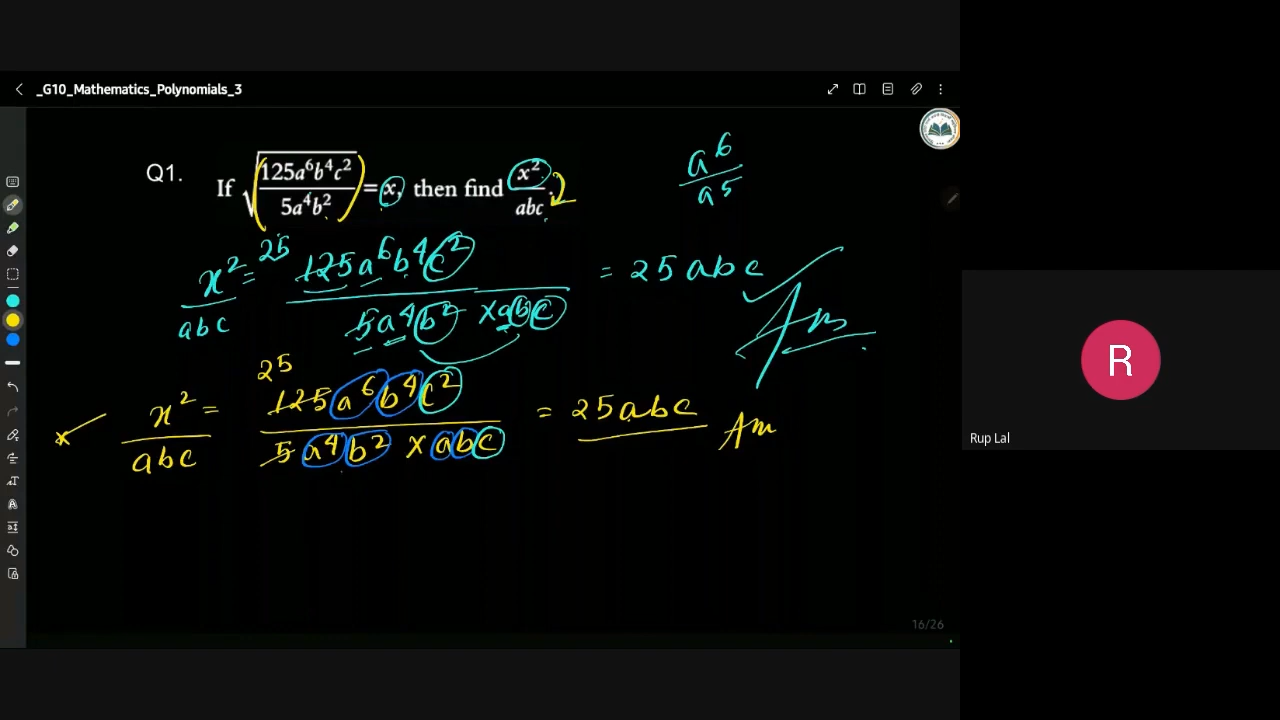 _G10_Mathematics_Polynomials_3
Q1. If √(125a⁶b⁴c²/5a⁴b²) = x, then find x²/abc.
a⁶/a⁵
x²/abc = 25 125a⁶b⁴c²/5a⁴b² × abc = 25abc Ans
x²/abc = 25 125a⁶b⁴c²/5a⁴b² × abc = 25abc Ans
16/26
R
Rup Lal